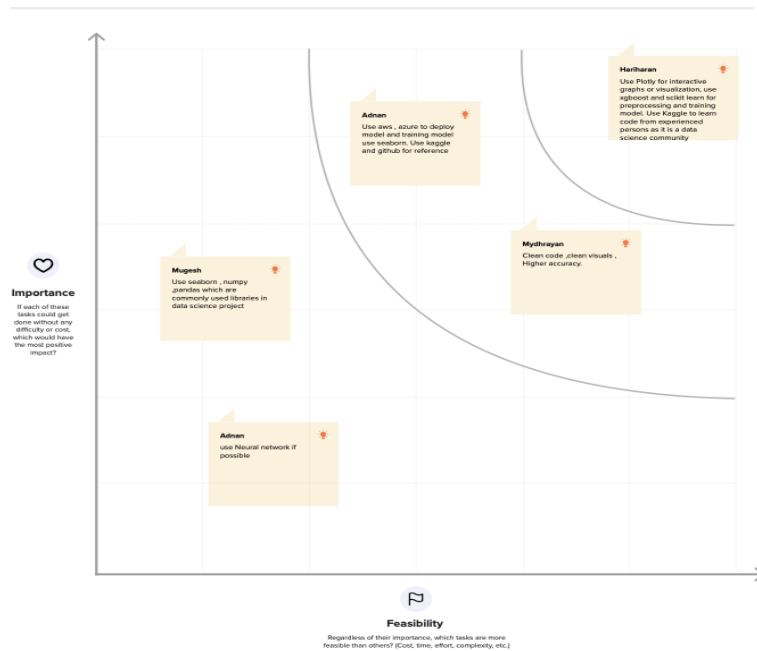 Hariharan
Use Plotly for interactive
graphs or visualization, use
xgboost and scikit learn for
preprocessing and training
model. Use Kaggle to learn
code from experienced
persons as it is a data
science community
Adnan
Use aws , azure to deploy
model and training model
use seaborn. Use kaggle
and github for reference
Mydhrayan
Clean code ,clean visuals ,
Higher accuracy.
Mugesh
Use seaborn , numpy
,pandas which are
commonly used libraries in
data science project
Importance
If each of these
tasks could get
done without any
difficulty or cost,
which would have
the most positive
impact?
Adnan
use Neural network if
possible
Feasibility
Regardless of their importance, which tasks are more
feasible than others? (Cost, time, effort, complexity, etc.)